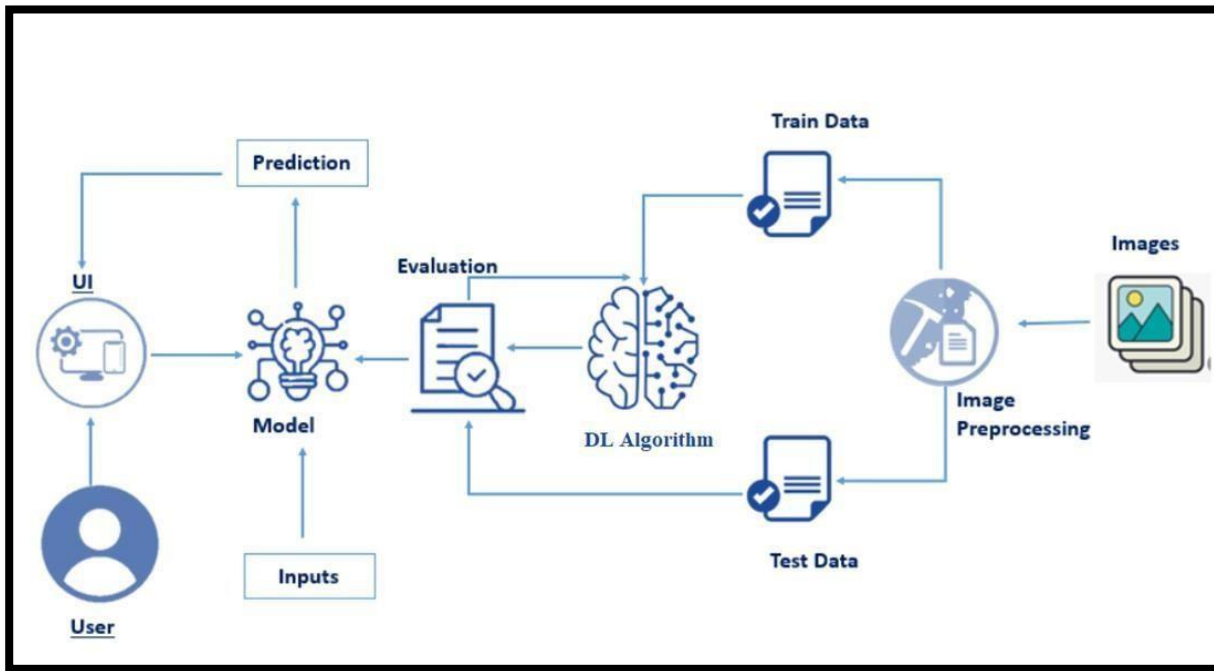 Train Data
Prediction
Images
Evaluation
UI
Model
Image
Preprocessing
DL Algorithm
Test Data
Inputs
User